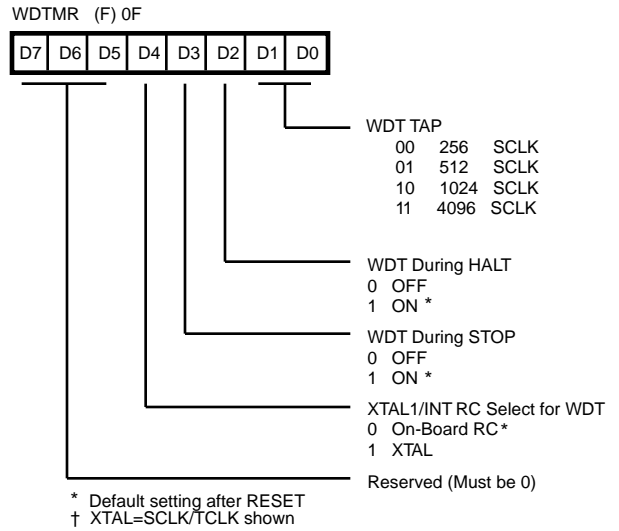 WDTMR (F) 0F
D7 D6 D5 D4 D3 D2 D1 D0
WDT TAP
00 256 SCLK
01 512 SCLK
10 1024 SCLK
11 4096 SCLK
WDT During HALT
0 OFF
1 ON *
WDT During STOP
0 OFF
1 ON *
XTAL1/INT RC Select for WDT
0 On-Board RC *
1 XTAL
Reserved (Must be 0)
* Default setting after RESET
† XTAL=SCLK/TCLK shown